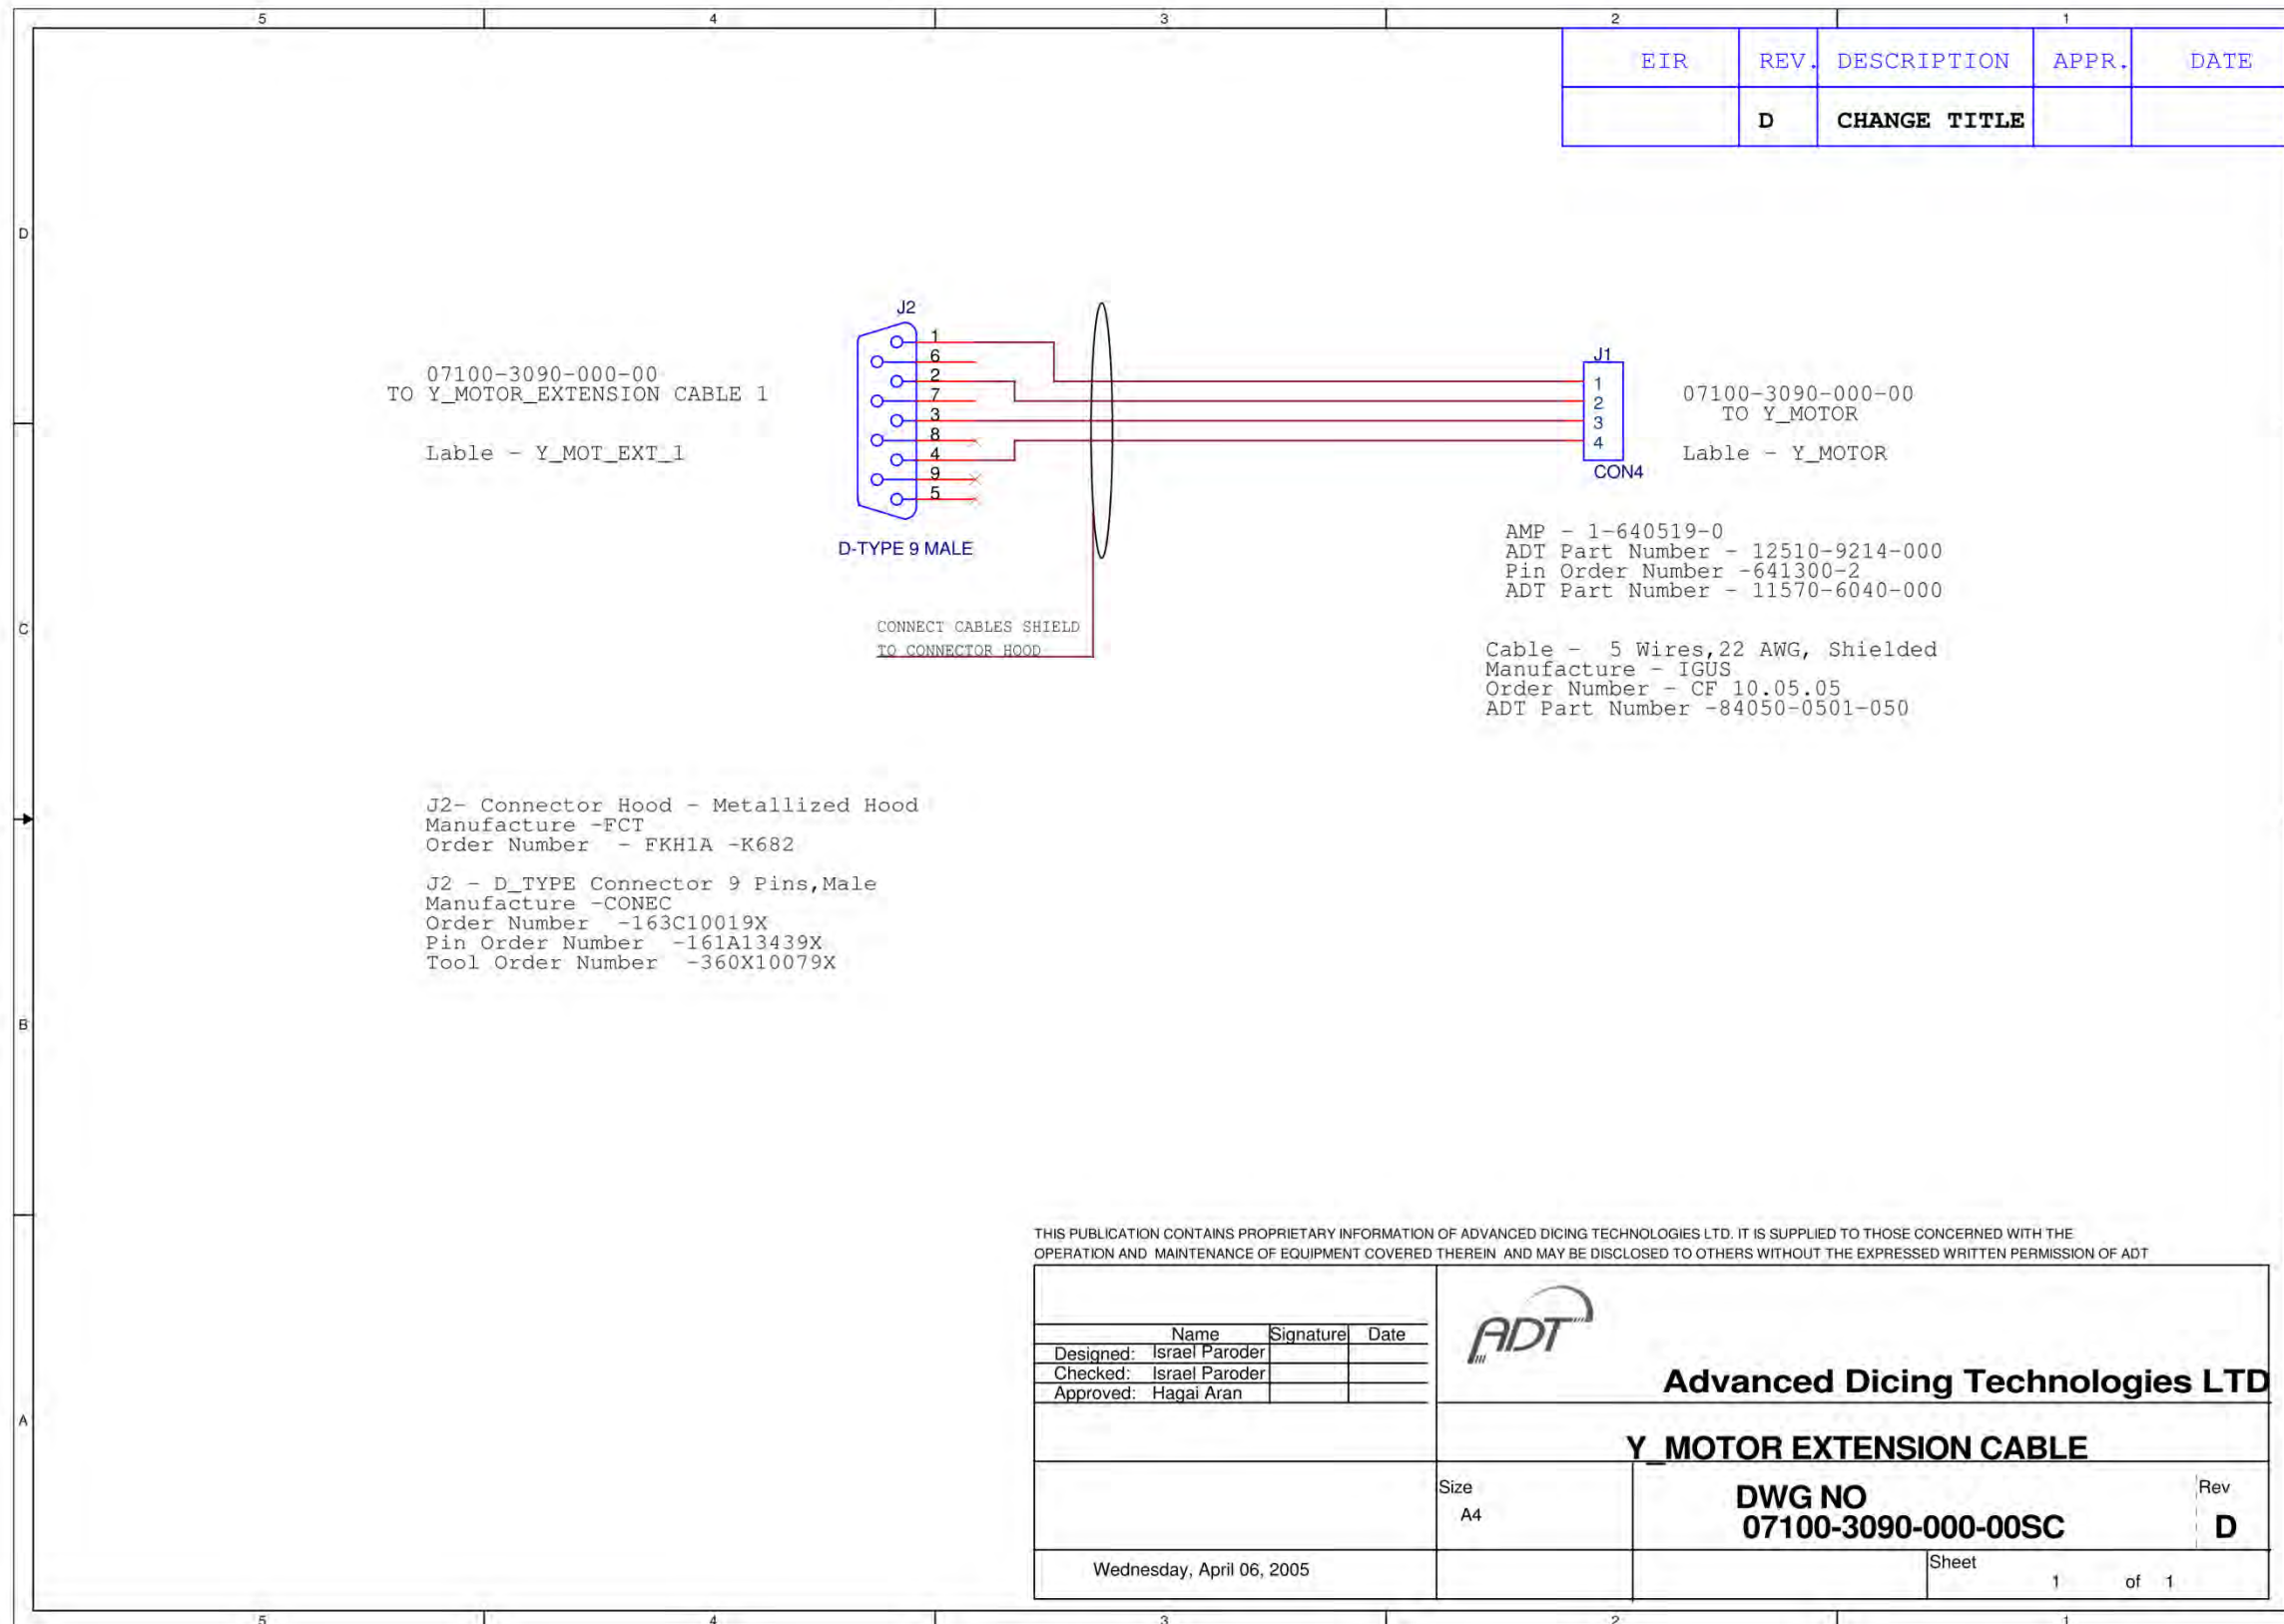 5 4 3 2 1
EIR REV. DESCRIPTION APPR. DATE
D CHANGE TITLE
D
C
B
A
07100-3090-000-00
TO Y_MOTOR_EXTENSION CABLE 1
Lable - Y_MOT_EXT_1
J2
1
6
2
7
3
8
4
9
5
D-TYPE 9 MALE
CONNECT CABLES SHIELD
TO CONNECTOR HOOD
J1
1
2
3
4
CON4
07100-3090-000-00
TO Y_MOTOR
Lable - Y_MOTOR
AMP - 1-640519-0
ADT Part Number - 12510-9214-000
Pin Order Number -641300-2
ADT Part Number - 11570-6040-000
Cable - 5 Wires,22 AWG, Shielded
Manufacture - IGUS
Order Number - CF 10.05.05
ADT Part Number -84050-0501-050
J2- Connector Hood - Metallized Hood
Manufacture -FCT
Order Number - FKH1A -K682
J2 - D_TYPE Connector 9 Pins,Male
Manufacture -CONEC
Order Number -163C10019X
Pin Order Number -161A13439X
Tool Order Number -360X10079X
THIS PUBLICATION CONTAINS PROPRIETARY INFORMATION OF ADVANCED DICING TECHNOLOGIES LTD. IT IS SUPPLIED TO THOSE CONCERNED WITH THE
OPERATION AND MAINTENANCE OF EQUIPMENT COVERED THEREIN AND MAY BE DISCLOSED TO OTHERS WITHOUT THE EXPRESSED WRITTEN PERMISSION OF ADT
Name Signature Date
Designed: Israel Paroder
Checked: Israel Paroder
Approved: Hagai Aran
ADT
Advanced Dicing Technologies LTD
Y_MOTOR EXTENSION CABLE
Size
A4
DWG NO
07100-3090-000-00SC
Rev
D
Wednesday, April 06, 2005
Sheet
1 of 1
5 4 3 2 1